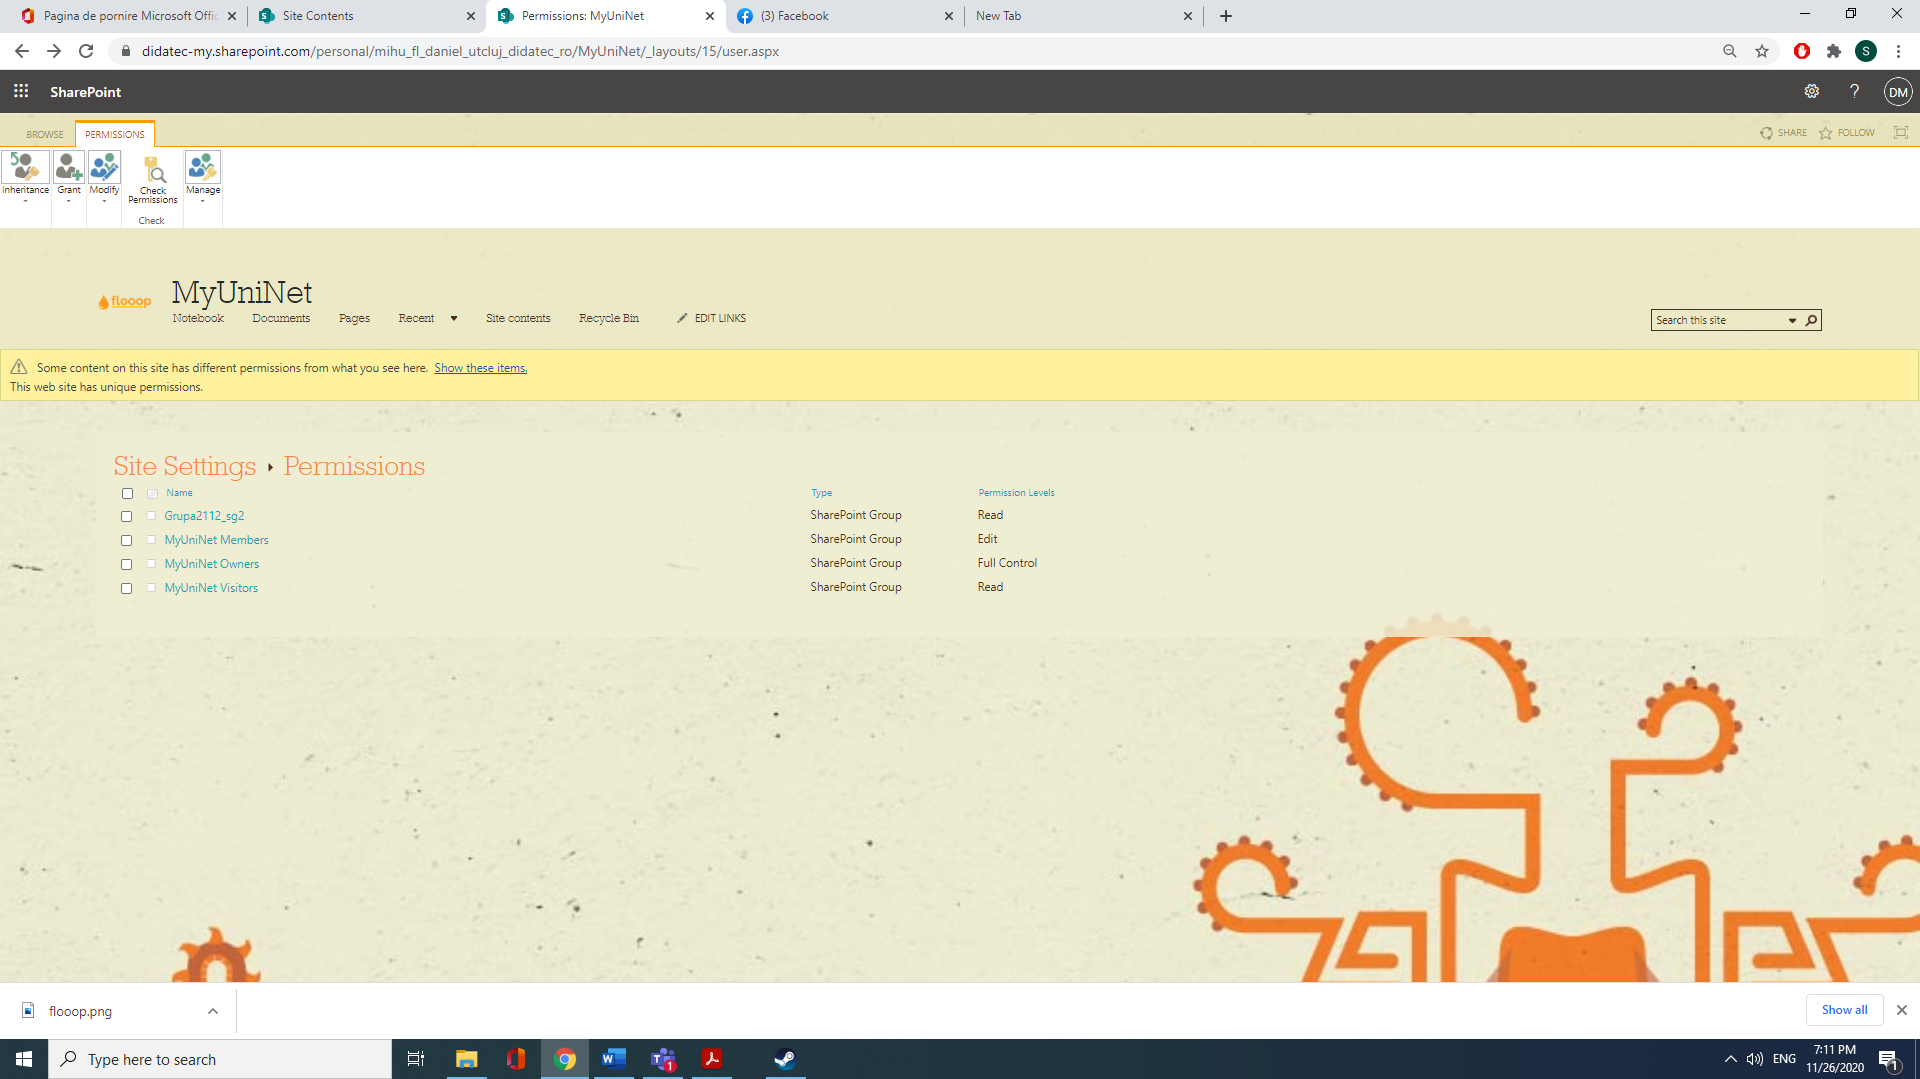 Pagina de pornire Microsoft Offic
Site Contents
Permissions: MyUniNet
(3) Facebook
New Tab
didatec-my.sharepoint.com/personal/mihu_fl_daniel_utcluj_didatec_ro/MyUniNet/_layouts/15/user.aspx
S
SharePoint
?
DM
BROWSE
PERMISSIONS
SHARE
FOLLOW
Inheritance
Grant
Modify
Check Permissions
Manage
Check
flooop
MyUniNet
Notebook
Documents
Pages
Recent
Site contents
Recycle Bin
EDIT LINKS
Search this site
Some content on this site has different permissions from what you see here. Show these items.
This web site has unique permissions.
Site Settings Permissions
Name Type Permission Levels
Grupa2112_sg2 SharePoint Group Read
MyUniNet Members SharePoint Group Edit
MyUniNet Owners SharePoint Group Full Control
MyUniNet Visitors SharePoint Group Read
flooop.png
Show all
Type here to search
1
ENG
7:11 PM
11/26/2020
1